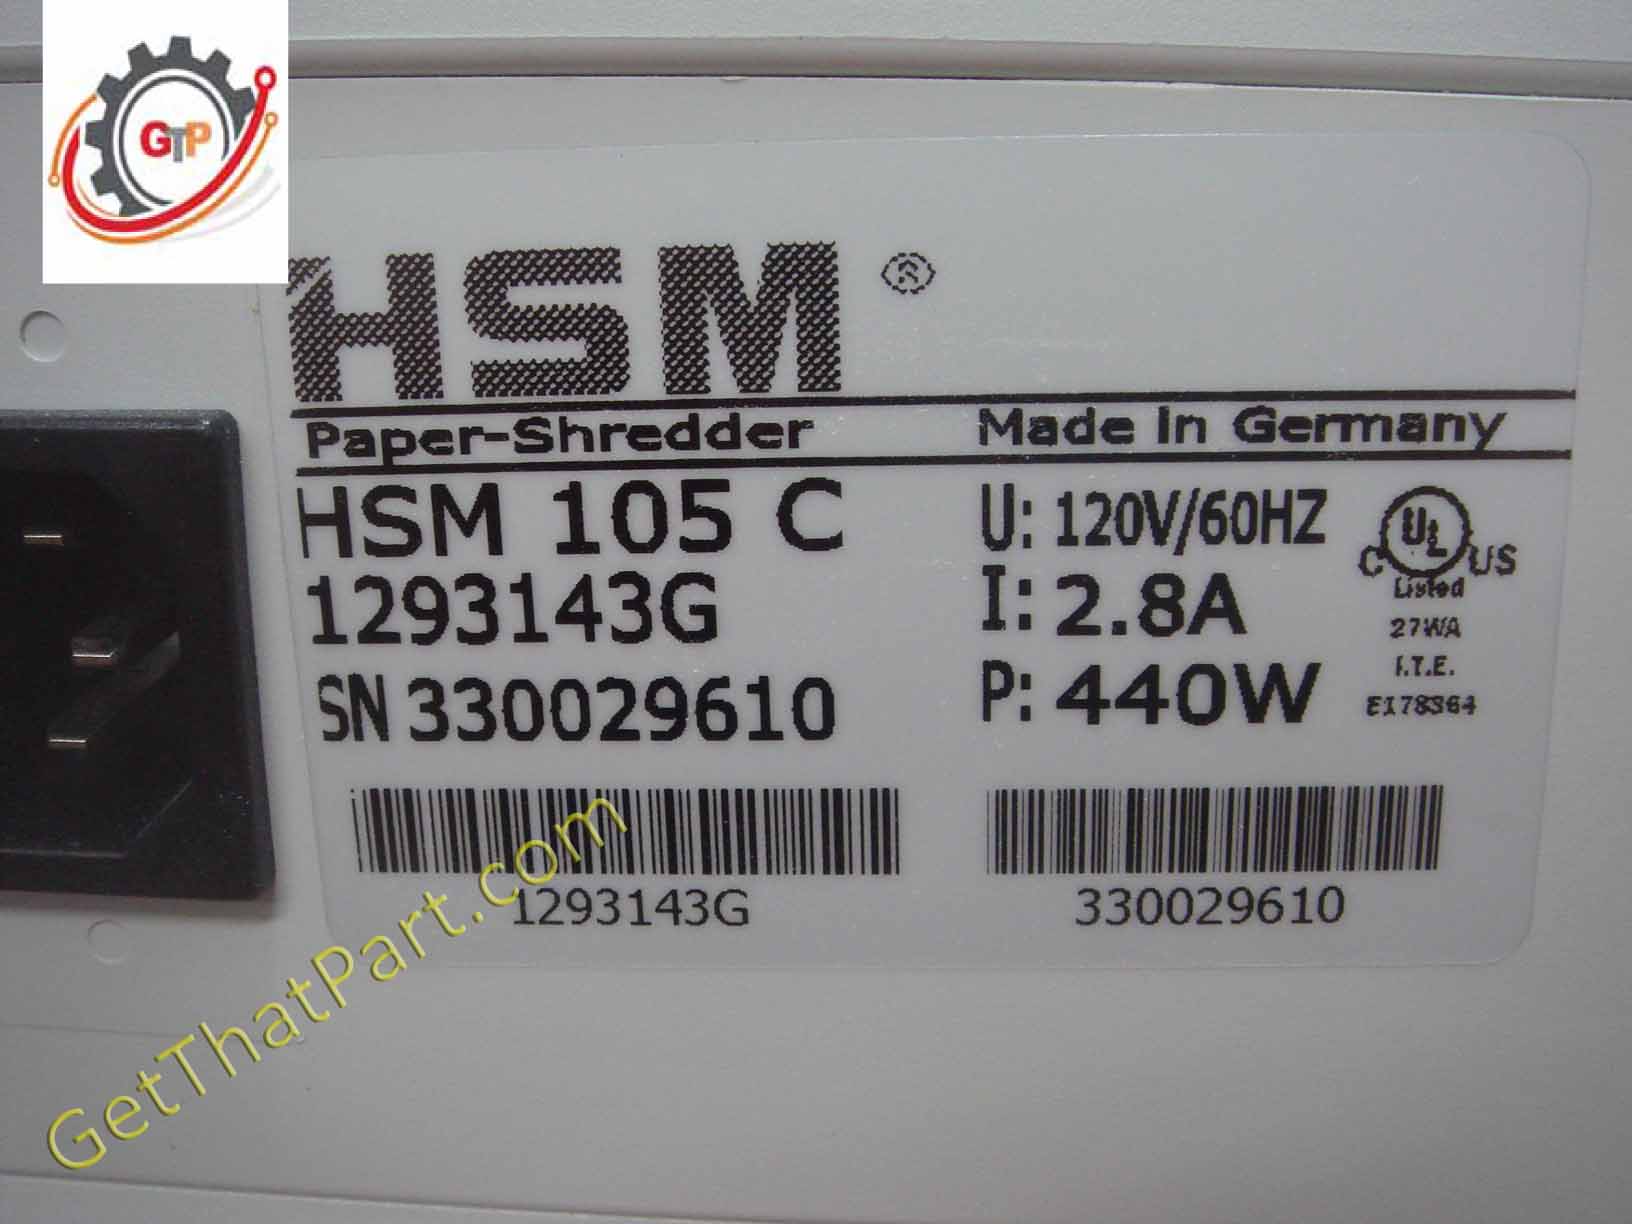 GTP
HSM ®
Paper-Shredder Made In Germany
HSM 105 C
1293143G
SN 330029610
U: 120V/60HZ
I: 2.8A
P: 440W
C UL US
Listed
27WA
I.T.E.
E178364
1293143G
330029610
GetThatPart.com